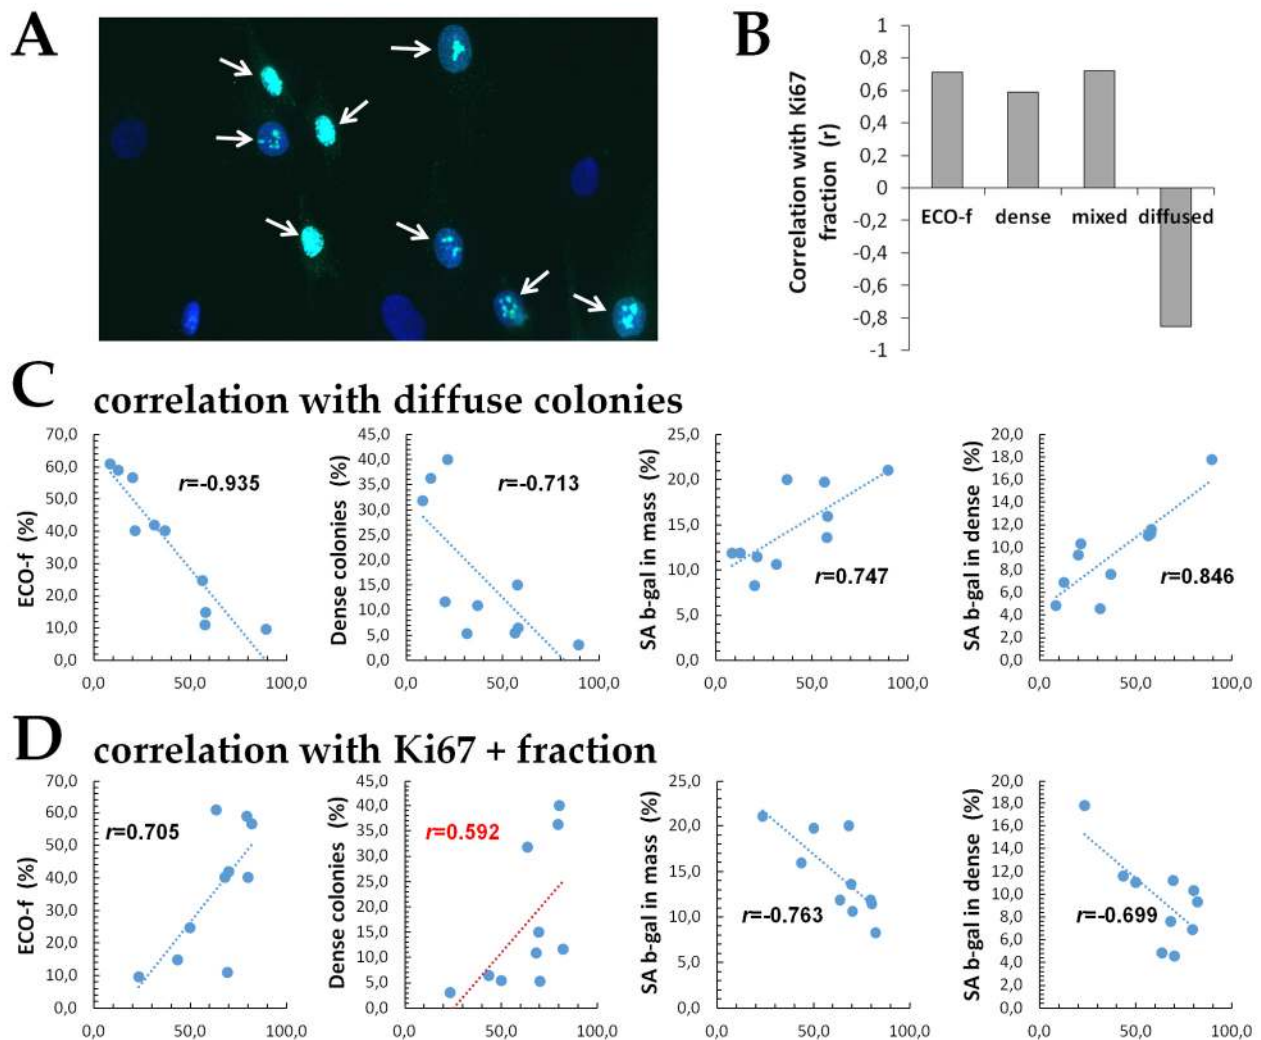 A
B
Correlation with Ki67
fraction (r)
1
0,8
0,6
0,4
0,2
0
-0,2
-0,4
-0,6
-0,8
-1
ECO-f dense mixed diffused
C correlation with diffuse colonies
ECO-f (%)
70,0
60,0
50,0
40,0
30,0
20,0
10,0
0,0
r=-0.935
0,0 50,0 100,0
Dense colonies (%)
45,0
40,0
35,0
30,0
25,0
20,0
15,0
10,0
5,0
0,0
r=-0.713
0,0 50,0 100,0
SA b-gal in mass (%)
25,0
20,0
15,0
10,0
5,0
0,0
r=0.747
0,0 50,0 100,0
SA b-gal in dense (%)
20,0
18,0
16,0
14,0
12,0
10,0
8,0
6,0
4,0
2,0
0,0
r=0.846
0,0 50,0 100,0
D correlation with Ki67 + fraction
ECO-f (%)
70,0
60,0
50,0
40,0
30,0
20,0
10,0
0,0
r=0.705
0,0 50,0 100,0
Dense colonies (%)
45,0
40,0
35,0
30,0
25,0
20,0
15,0
10,0
5,0
0,0
r=0.592
0,0 50,0 100,0
SA b-gal in mass (%)
25,0
20,0
15,0
10,0
5,0
0,0
r=-0.763
0,0 50,0 100,0
SA b-gal in dense (%)
20,0
18,0
16,0
14,0
12,0
10,0
8,0
6,0
4,0
2,0
0,0
r=-0.699
0,0 50,0 100,0